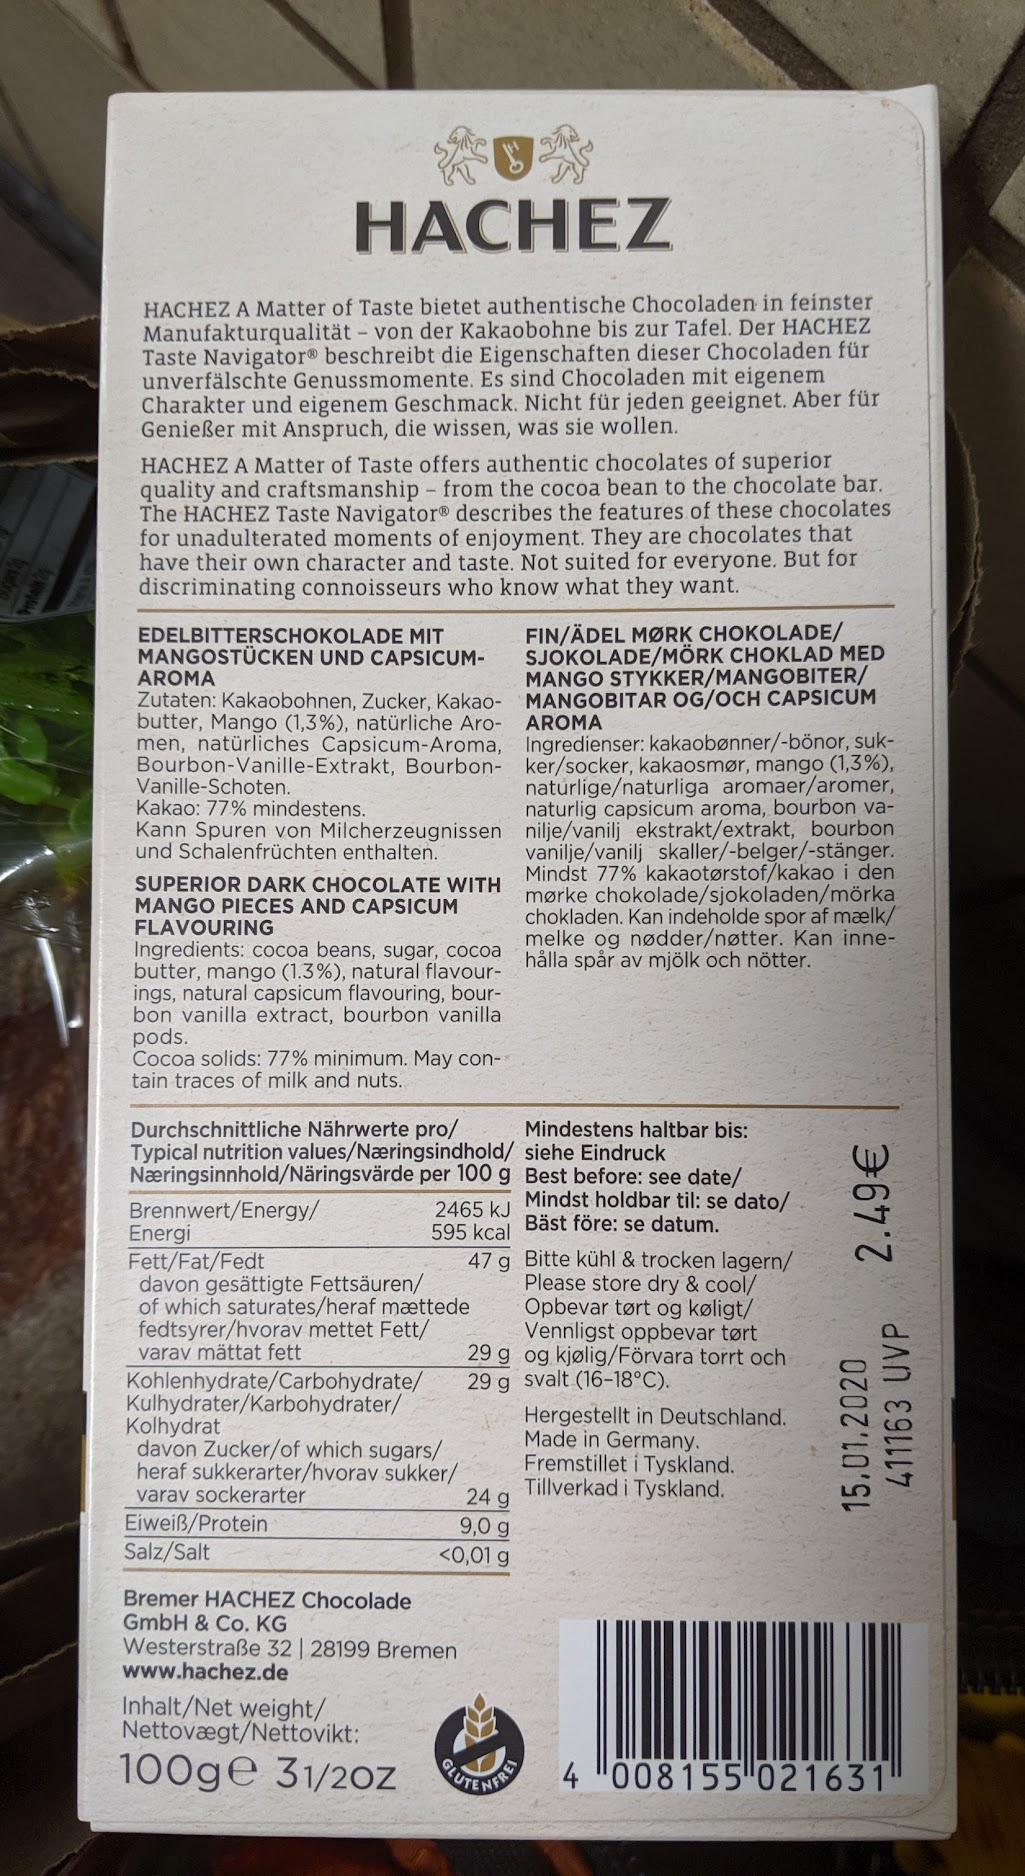 HACHEZ
HACHEZ A Matter of Taste bietet authentische Chocoladen in feinster
Manufakturqualität – von der Kakaobohne bis zur Tafel. Der HACHEZ
Taste Navigator® beschreibt die Eigenschaften dieser Chocoladen für
unverfälschte Genussmomente. Es sind Chocoladen mit eigenem
Charakter und eigenem Geschmack. Nicht für jeden geeignet. Aber für
Genießer mit Anspruch, die wissen, was sie wollen.
HACHEZ A Matter of Taste offers authentic chocolates of superior
quality and craftsmanship – from the cocoa bean to the chocolate bar.
The HACHEZ Taste Navigator® describes the features of these chocolates
for unadulterated moments of enjoyment. They are chocolates that
have their own character and taste. Not suited for everyone. But for
discriminating connoisseurs who know what they want.
EDELBITTERSCHOKOLADE MIT
MANGOSTÜCKEN UND CAPSICUM-
AROMA
Zutaten: Kakaobohnen, Zucker, Kakao-
butter, Mango (1,3%), natürliche Aro-
men, natürliches Capsicum-Aroma,
Bourbon-Vanille-Extrakt, Bourbon-
Vanille-Schoten.
Kakao: 77% mindestens.
Kann Spuren von Milcherzeugnissen
und Schalenfrüchten enthalten.
SUPERIOR DARK CHOCOLATE WITH
MANGO PIECES AND CAPSICUM
FLAVOURING
Ingredients: cocoa beans, sugar, cocoa
butter, mango (1.3%), natural flavour-
ings, natural capsicum flavouring, bour-
bon vanilla extract, bourbon vanilla
pods.
Cocoa solids: 77% minimum. May con-
tain traces of milk and nuts.
FIN/ÄDEL MØRK CHOKOLADE/
SJOKOLADE/MÖRK CHOKLAD MED
MANGO STYKKER/MANGOBITER/
MANGOBITAR OG/OCH CAPSICUM
AROMA
Ingredienser: kakaobønner/-bönor, suk-
ker/socker, kakaosmør, mango (1,3%),
naturlige/naturliga aromaer/aromer,
naturlig capsicum aroma, bourbon va-
nilje/vanilj ekstrakt/extrakt, bourbon
vanilje/vanilj skaller/-belger/-stänger.
Mindst 77% kakaotørstof/kakao i den
mørke chokolade/sjokoladen/mörka
chokladen. Kan indeholde spor af mælk/
melke og nødder/nøtter. Kan inne-
hålla spår av mjölk och nötter.
Durchschnittliche Nährwerte pro/
Typical nutrition values/Næringsindhold/
Næringsinnhold/Näringsvärde per 100 g
Brennwert/Energy/ 2465 kJ
Energi 595 kcal
Fett/Fat/Fedt 47 g
davon gesättigte Fettsäuren/
of which saturates/heraf mættede
fedtsyrer/hvorav mettet Fett/
varav mättat fett 29 g
Kohlenhydrate/Carbohydrate/ 29 g
Kulhydrater/Karbohydrater/
Kolhydrat
davon Zucker/of which sugars/
heraf sukkerarter/hvorav sukker/
varav sockerarter 24 g
Eiweiß/Protein 9,0 g
Salz/Salt <0,01 g
Mindestens haltbar bis:
siehe Eindruck
Best before: see date/
Mindst holdbar til: se dato/
Bäst före: se datum.
Bitte kühl & trocken lagern/
Please store dry & cool/
Opbevar tørt og køligt/
Vennligst oppbevar tørt
og kjølig/Förvara torrt och
svalt (16–18°C).
Hergestellt in Deutschland.
Made in Germany.
Fremstillet i Tyskland.
Tillverkad i Tyskland.
15.01.2020 2.49€
411163 UVP
Bremer HACHEZ Chocolade
GmbH & Co. KG
Westerstraße 32 | 28199 Bremen
www.hachez.de
Inhalt/Net weight/
Nettovægt/Nettovikt:
100g℮ 31/2OZ
GLUTENFREI
4 008155 021631